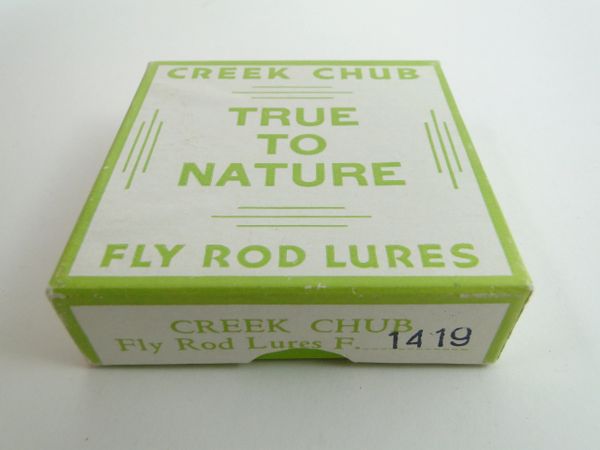 CREEK CHUB
TRUE
TO
NATURE
FLY ROD LURES
CREEK CHUB
Fly Rod Lures F............ 1419